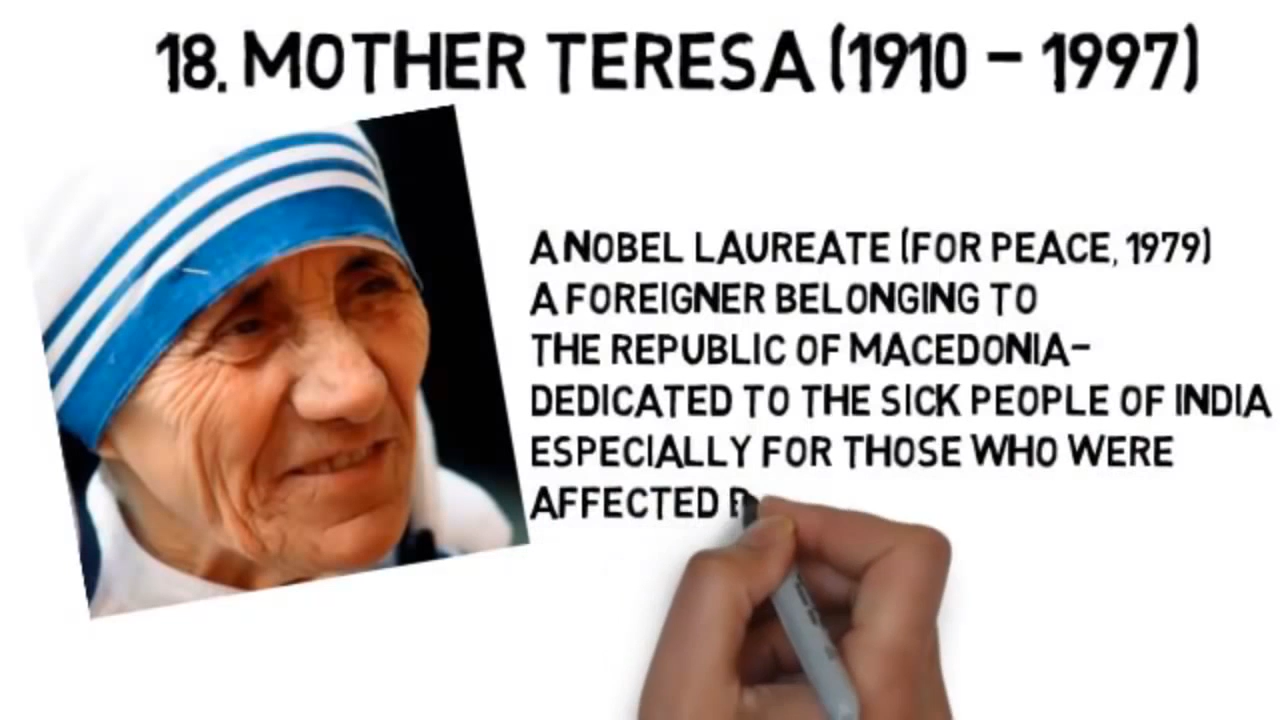 18. MOTHER TERESA (1910 – 1997)
A NOBEL LAUREATE (FOR PEACE, 1979)
A FOREIGNER BELONGING TO
THE REPUBLIC OF MACEDONIA–
DEDICATED TO THE SICK PEOPLE OF INDIA
ESPECIALLY FOR THOSE WHO WERE
AFFECTED